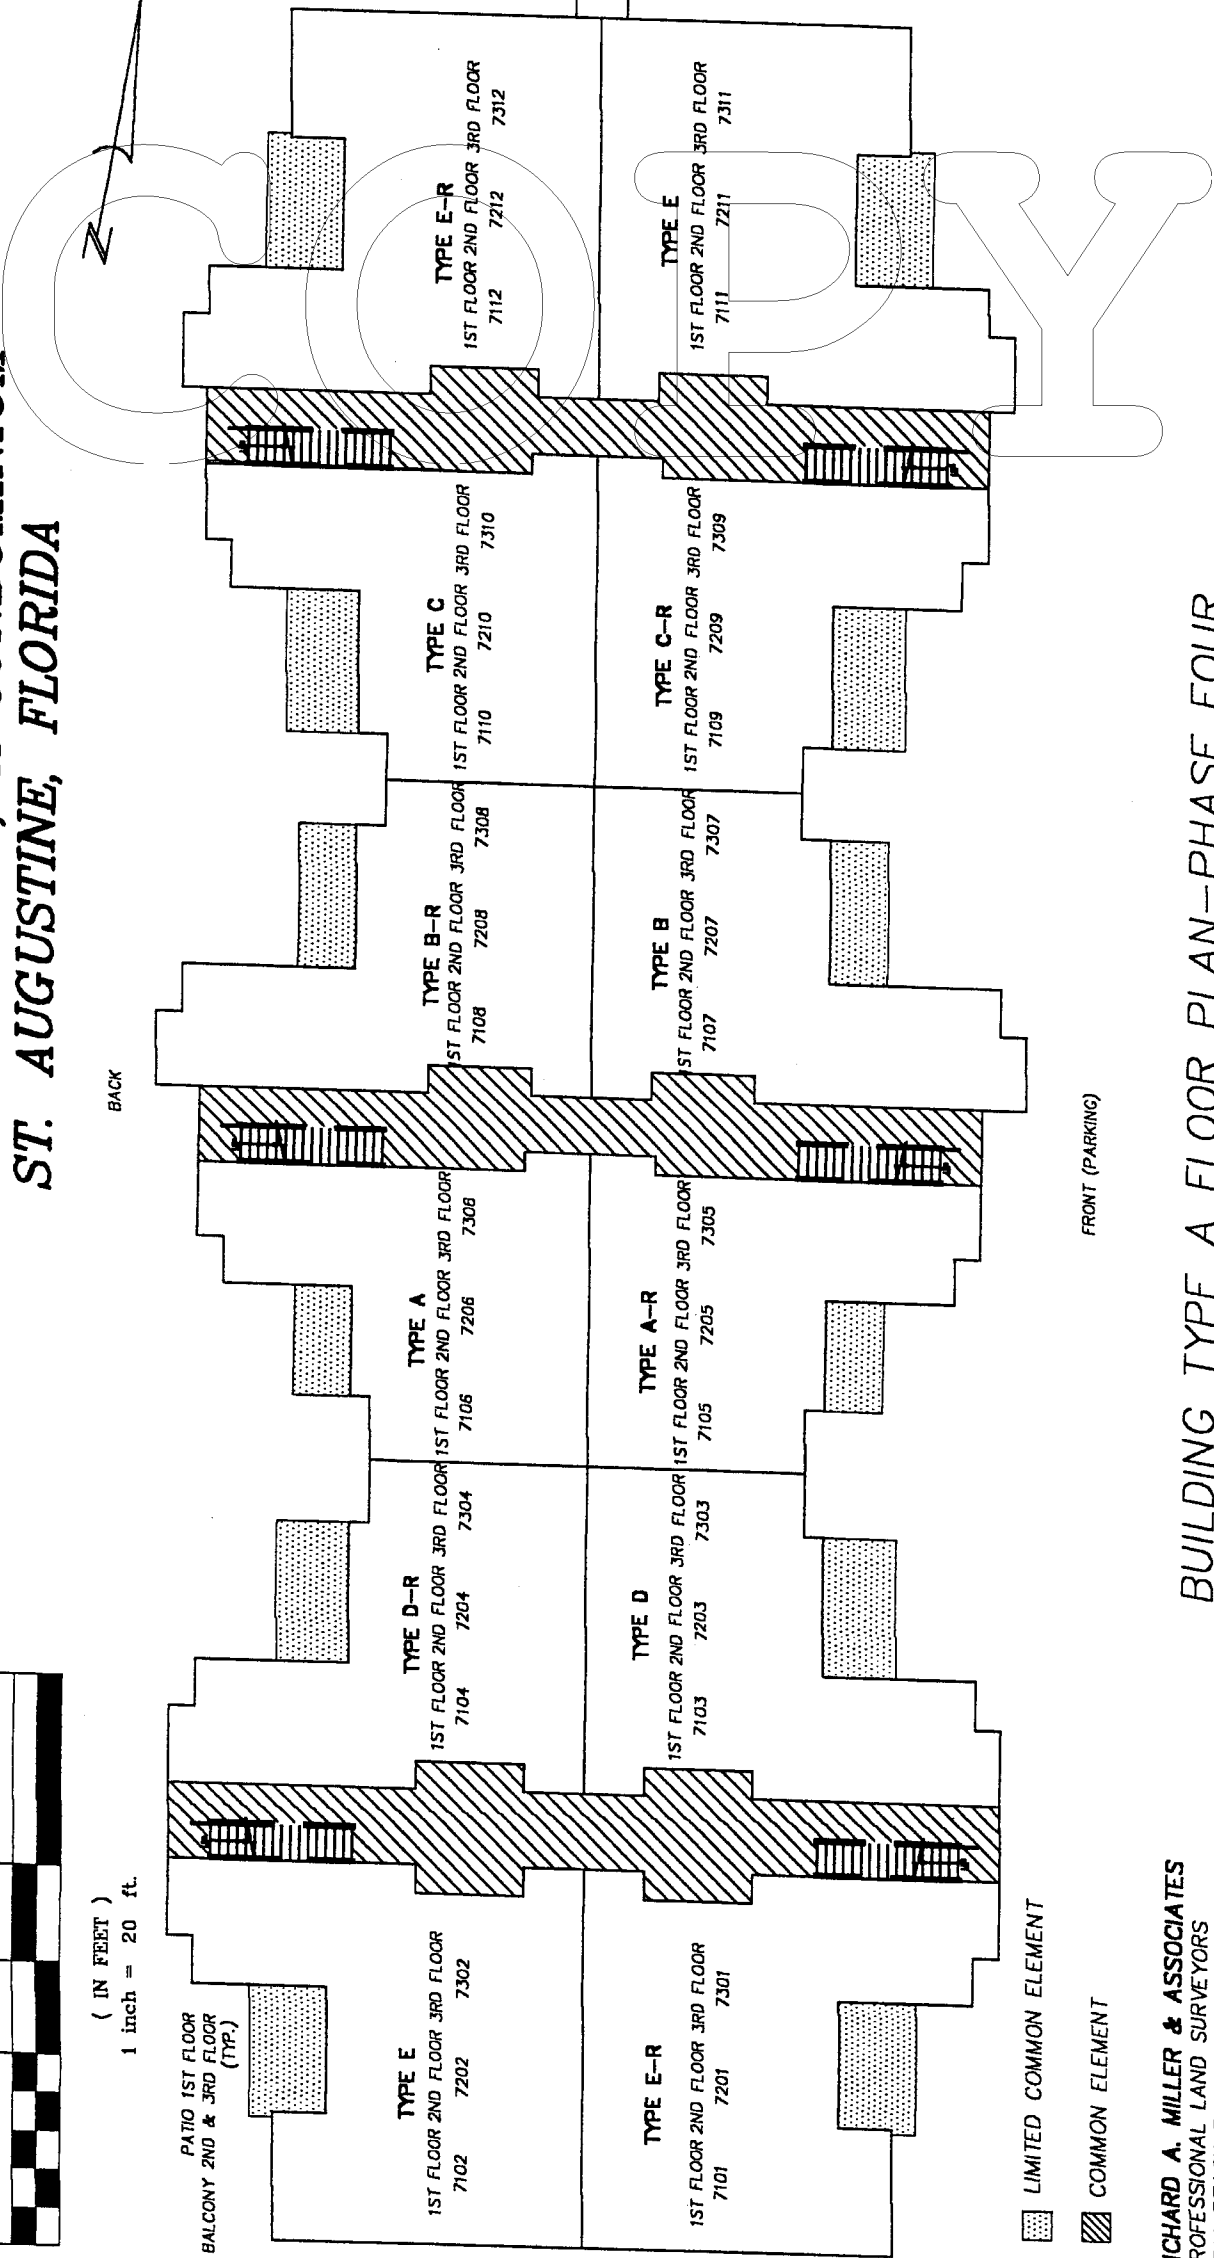 ST. AUGUSTINE, FLORIDA
( IN FEET )
1 inch = 20 ft.
BACK
PATIO 1ST FLOOR
BALCONY 2ND & 3RD FLOOR
(TYP.)
TYPE E
1ST FLOOR 2ND FLOOR 3RD FLOOR
7102 7202 7302
TYPE D-R
1ST FLOOR 2ND FLOOR 3RD FLOOR
7104 7204 7304
TYPE A
1ST FLOOR 2ND FLOOR 3RD FLOOR
7106 7206 7306
TYPE B-R
1ST FLOOR 2ND FLOOR 3RD FLOOR
7108 7208 7308
TYPE C
1ST FLOOR 2ND FLOOR 3RD FLOOR
7110 7210 7310
TYPE E-R
1ST FLOOR 2ND FLOOR 3RD FLOOR
7112 7212 7312
TYPE E-R
1ST FLOOR 2ND FLOOR 3RD FLOOR
7101 7201 7301
TYPE D
1ST FLOOR 2ND FLOOR 3RD FLOOR
7103 7203 7303
TYPE A-R
1ST FLOOR 2ND FLOOR 3RD FLOOR
7105 7205 7305
TYPE B
1ST FLOOR 2ND FLOOR 3RD FLOOR
7107 7207 7307
TYPE C-R
1ST FLOOR 2ND FLOOR 3RD FLOOR
7109 7209 7309
TYPE E
1ST FLOOR 2ND FLOOR 3RD FLOOR
7111 7211 7311
N
COPY
LIMITED COMMON ELEMENT
COMMON ELEMENT
FRONT (PARKING)
BUILDING TYPE A FLOOR PLAN-PHASE FOUR
ICHARD A. MILLER & ASSOCIATES
ROFESSIONAL LAND SURVEYORS